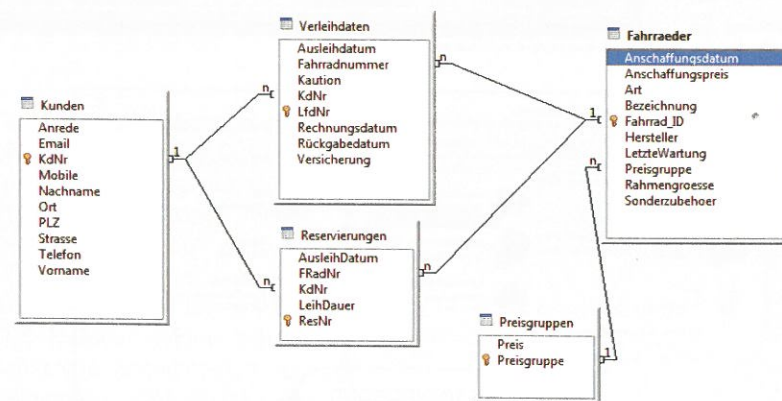 Kunden
Anrede
Email
KdNr
Mobile
Nachname
Ort
PLZ
Strasse
Telefon
Vorname
1
n
n
Verleihdaten
Ausleihdatum
Fahrradnummer
Kaution
KdNr
LfdNr
Rechnungsdatum
Rückgabedatum
Versicherung
n
Reservierungen
AusleihDatum
FRadNr
KdNr
LeihDauer
ResNr
n
1
n
Fahrraeder
Anschaffungsdatum
Anschaffungspreis
Art
Bezeichnung
Fahrrad_ID
Hersteller
LetzteWartung
Preisgruppe
Rahmengroesse
Sonderzubehoer
Preisgruppen
Preis
Preisgruppe
1